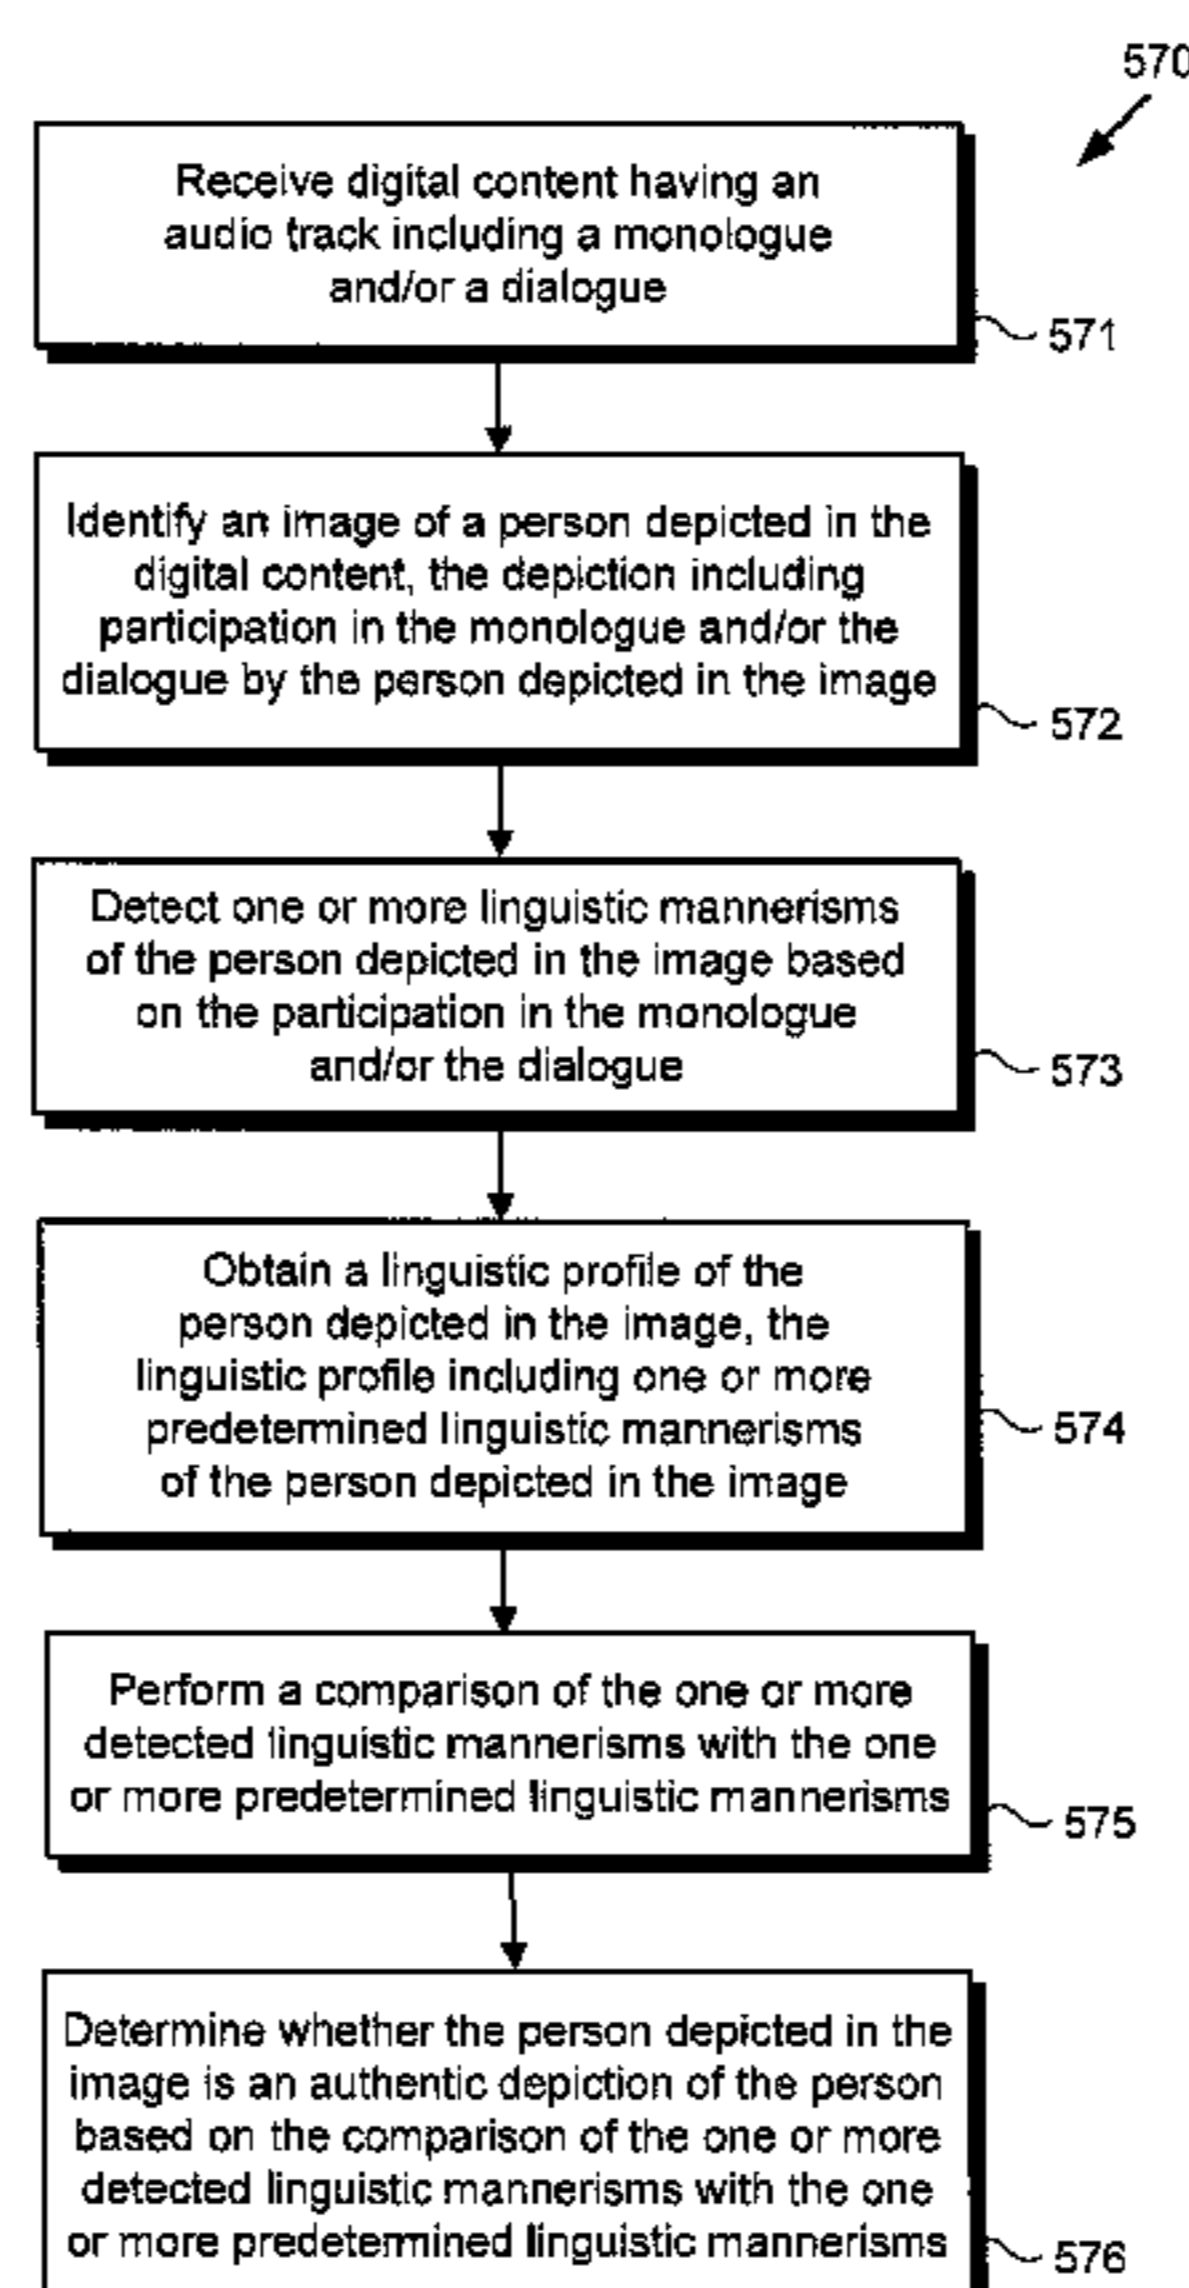 570
Receive digital content having an
audio track including a monologue
and/or a dialogue
571
Identify an image of a person depicted in the
digital content, the depiction including
participation in the monologue and/or the
dialogue by the person depicted in the image
572
Detect one or more linguistic mannerisms
of the person depicted in the image based
on the participation in the monologue
and/or the dialogue
573
Obtain a linguistic profile of the
person depicted in the image, the
linguistic profile including one or more
predetermined linguistic mannerisms
of the person depicted in the image
574
Perform a comparison of the one or more
detected linguistic mannerisms with the one
or more predetermined linguistic mannerisms
575
Determine whether the person depicted in the
image is an authentic depiction of the person
based on the comparison of the one or more
detected linguistic mannerisms with the one
or more predetermined linguistic mannerisms
576